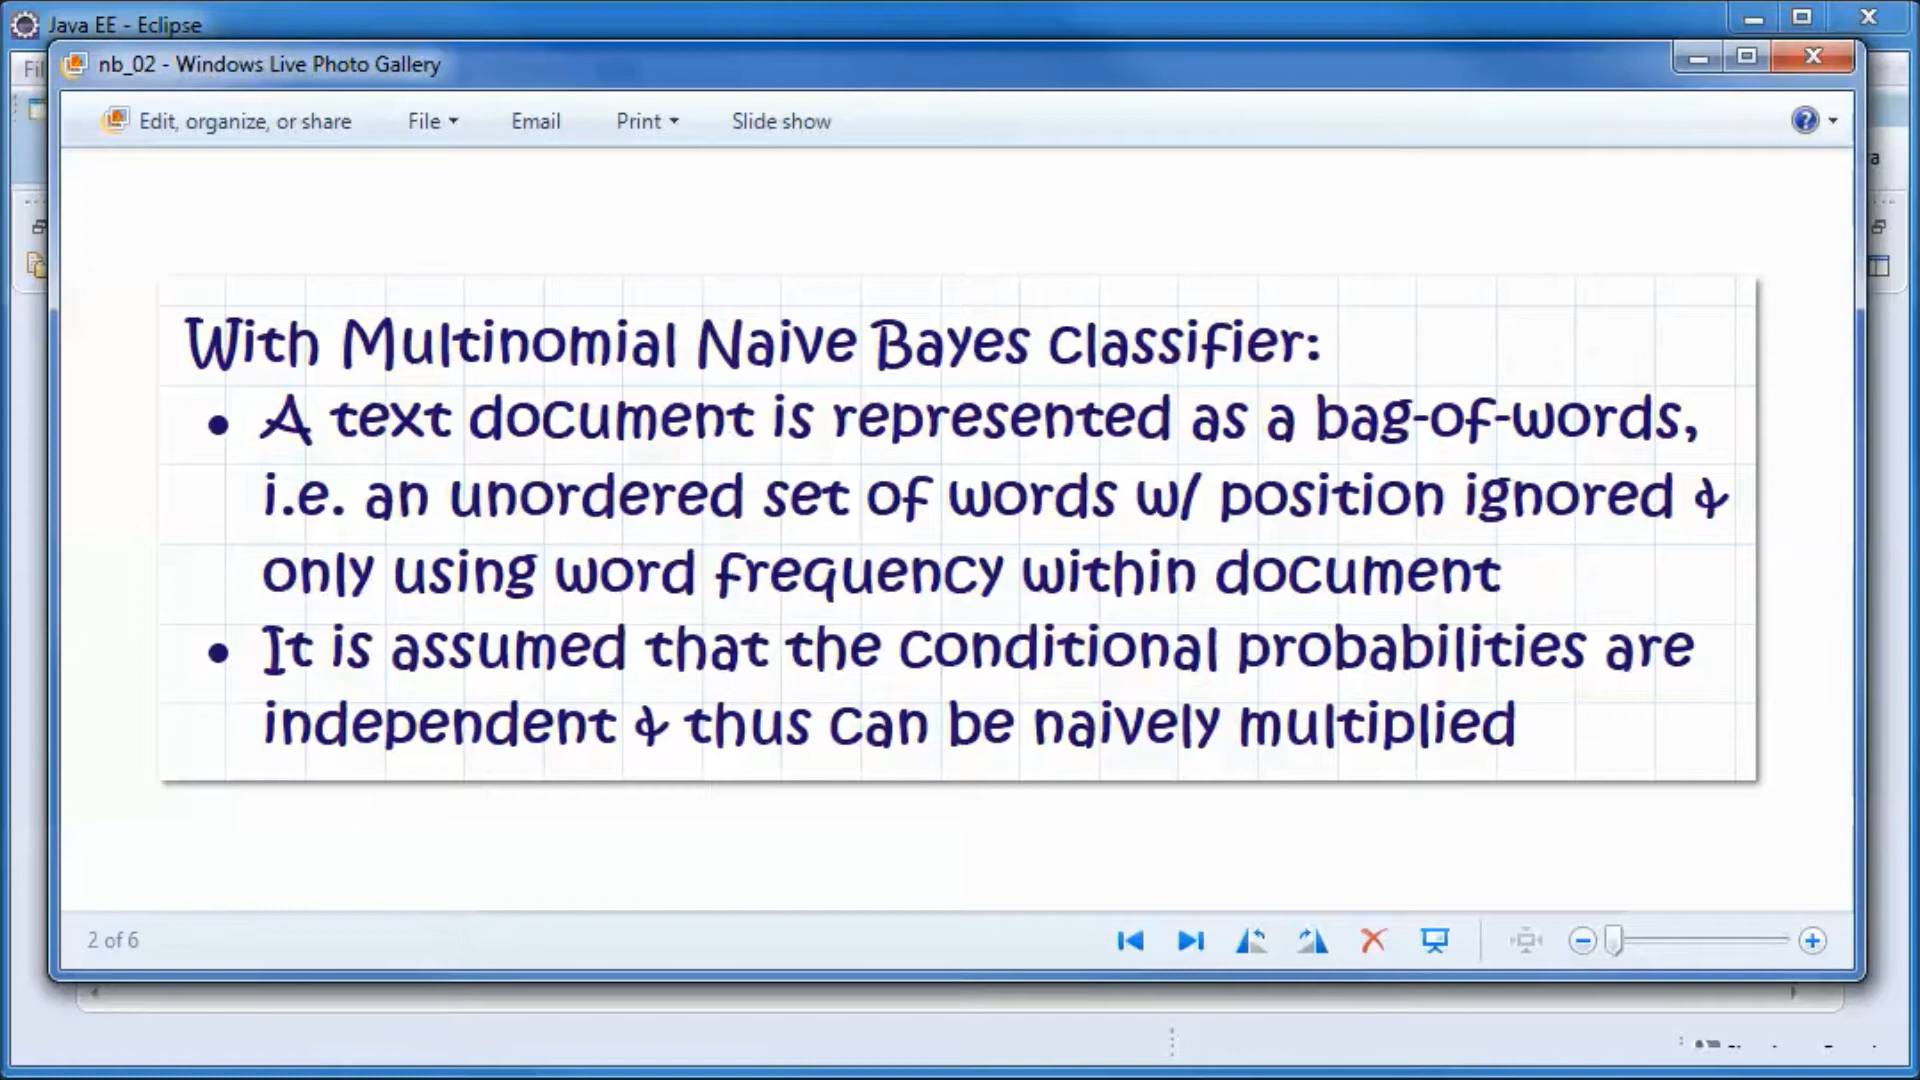 Java EE - Eclipse
nb_02 - Windows Live Photo Gallery
Edit, organize, or share File Email Print Slide show
With Multinomial Naive Bayes Classifier:
• A text document is represented as a bag-of-words,
i.e. an unordered set of words w/ position ignored &
only using word frequency within document
• It is assumed that the conditional probabilities are
independent & thus can be naively multiplied
2 of 6